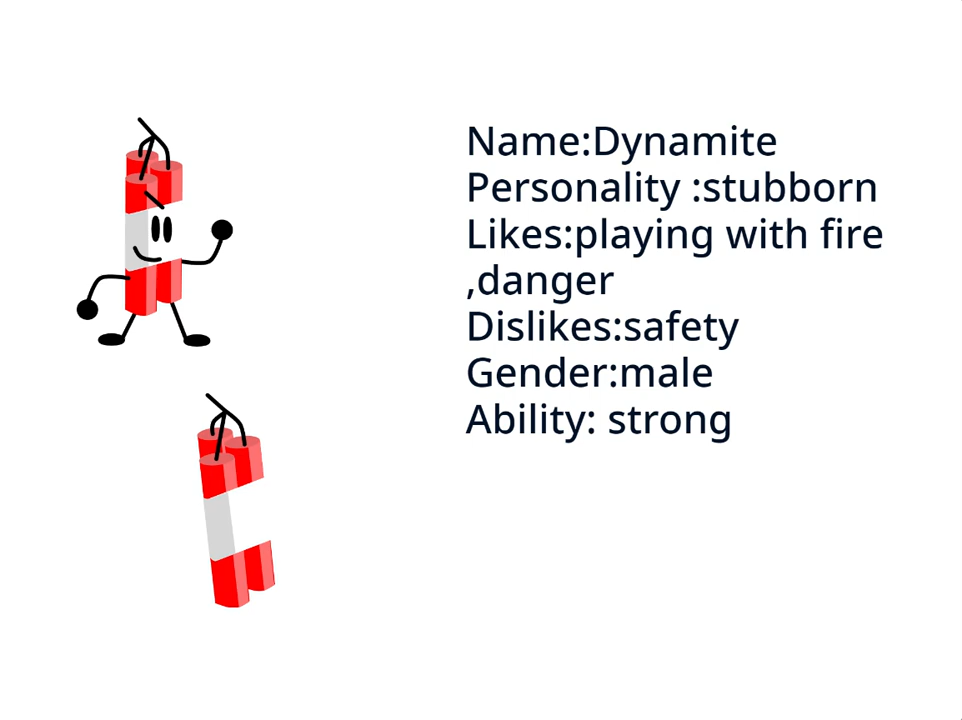 Name:Dynamite
Personality :stubborn
Likes:playing with fire
,danger
Dislikes:safety
Gender:male
Ability: strong